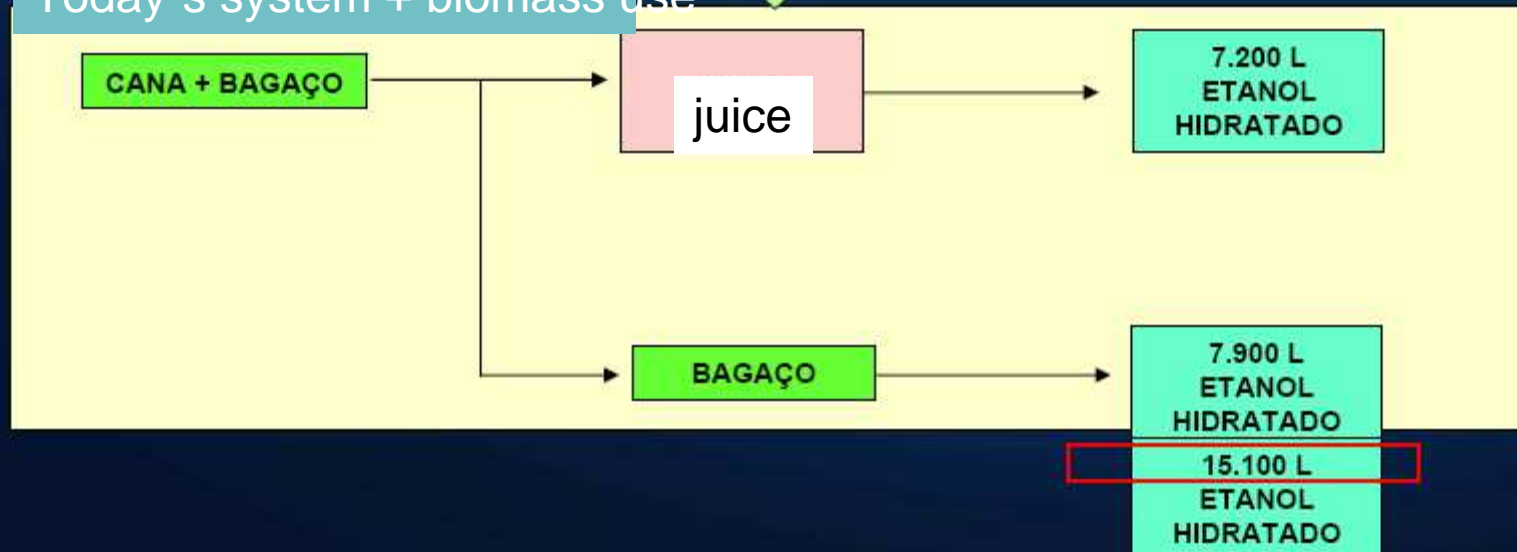 Today's system + biomass use
CANA + BAGAÇO
juice
7.200 L
ETANOL
HIDRATADO
BAGAÇO
7.900 L
ETANOL
HIDRATADO
15.100 L
ETANOL
HIDRATADO